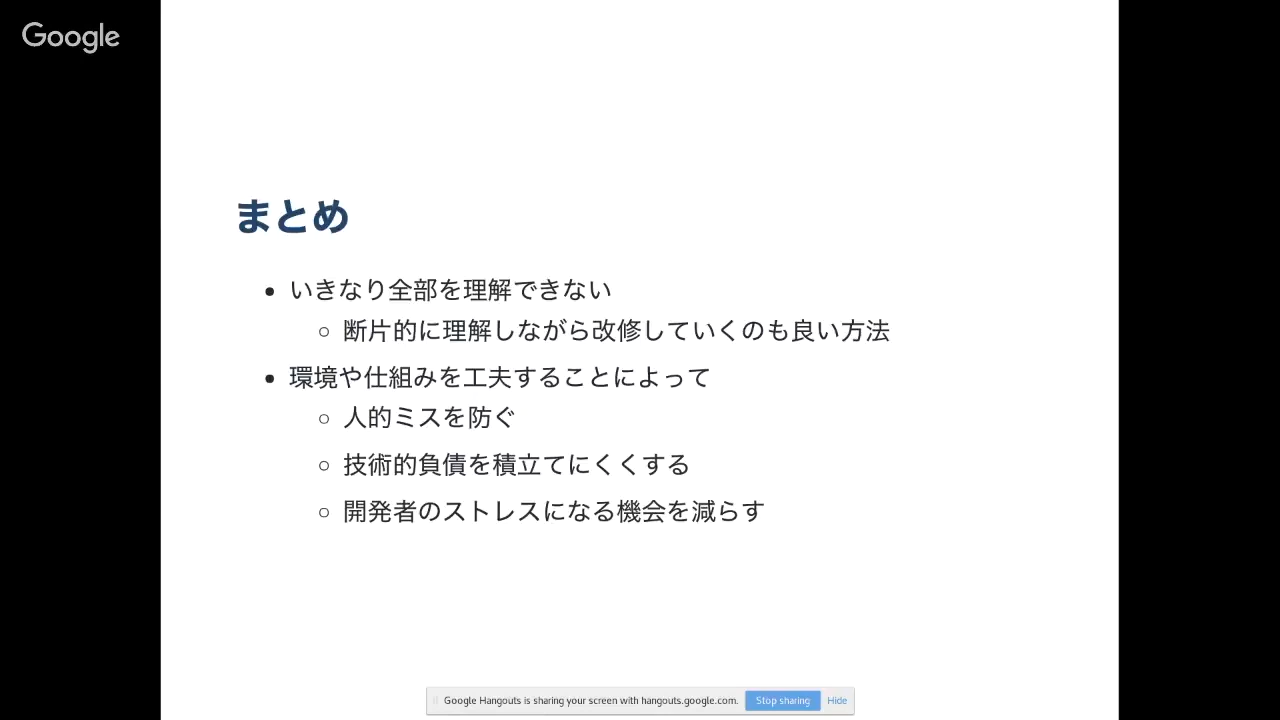 Google
まとめ
いきなり全部を理解できない
断片的に理解しながら改修していくのも良い方法
環境や仕組みを工夫することによって
人的ミスを防ぐ
技術的負債を積立てにくくする
開発者のストレスになる機会を減らす
Google Hangouts is sharing your screen with hangouts.google.com. Stop sharing Hide